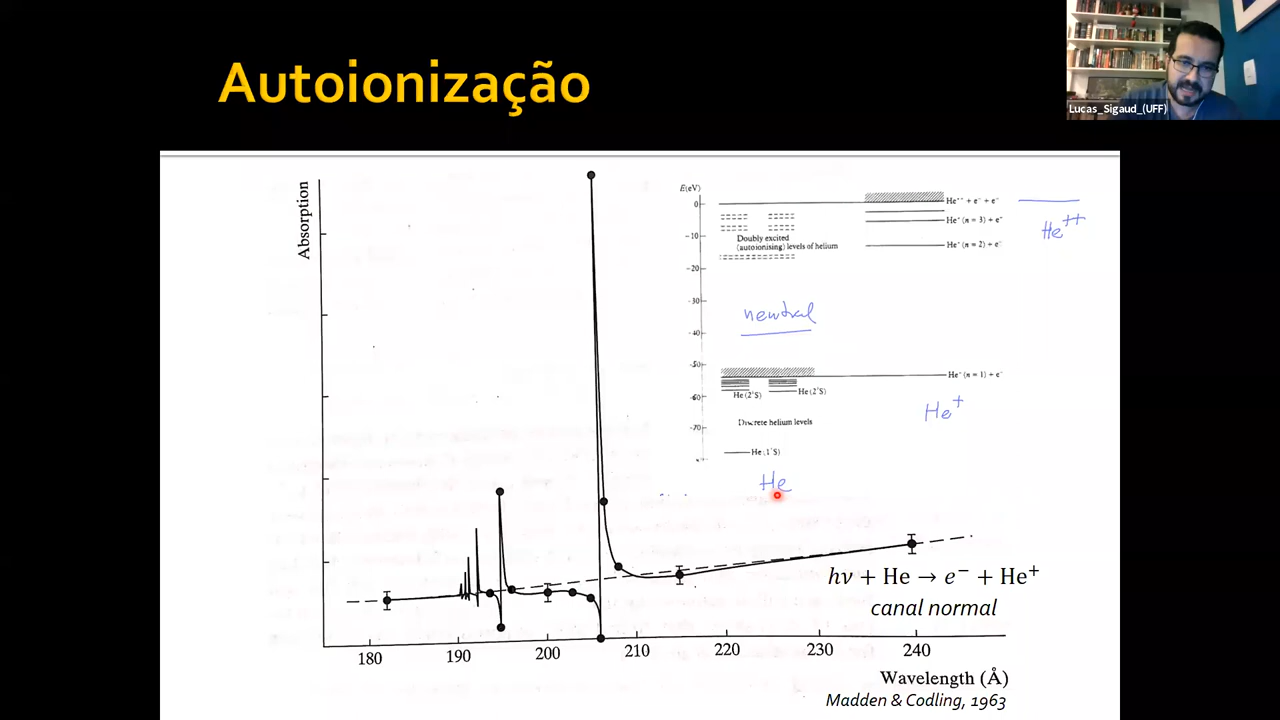 Autoionização
Lucas_Sigaud_(UFF)
Absorption
E(eV)
0
-10
-20
-30
-40
-50
-60
-70
He⁺⁺ + e⁻ + e⁻
He⁺ (n = 3) + e⁻
He⁺ (n = 2) + e⁻
Doubly excited
(autoionising) levels of helium
He⁺⁺
neutral
He⁺ (n = 1) + e⁻
He (2³S)
He (2¹S)
He⁺
Discrete helium levels
He (1¹S)
He
hν + He → e⁻ + He⁺
canal normal
180 190 200 210 220 230 240
Wavelength (Å)
Madden & Codling, 1963